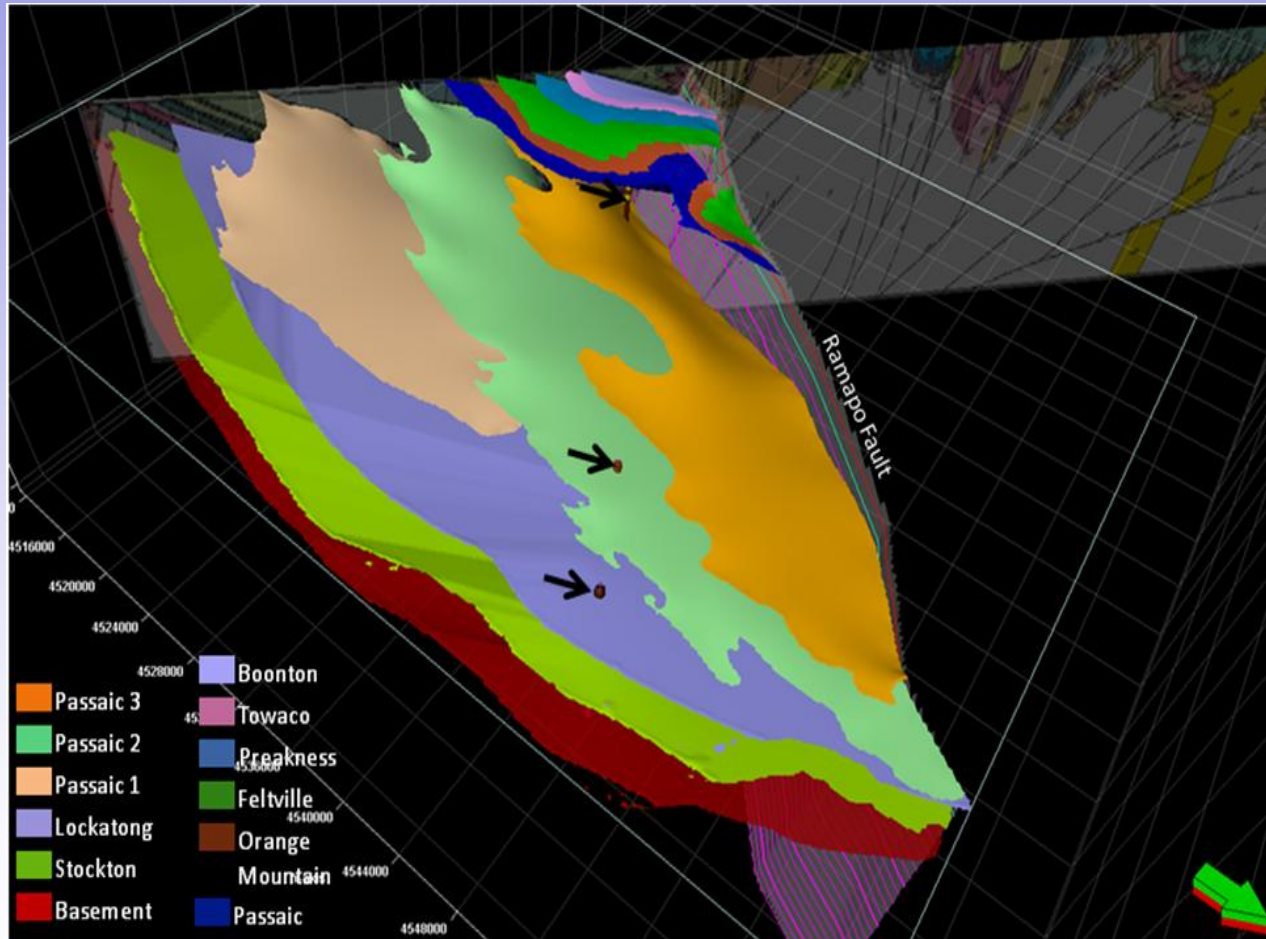 Ramapo Fault
4516000
4520000
4524000
4528000
4536000
4540000
4544000
4548000
Passaic 3
Passaic 2
Passaic 1
Lockatong
Stockton
Basement
Boonton
Towaco
Preakness
Feltville
Orange
Mountain
Passaic